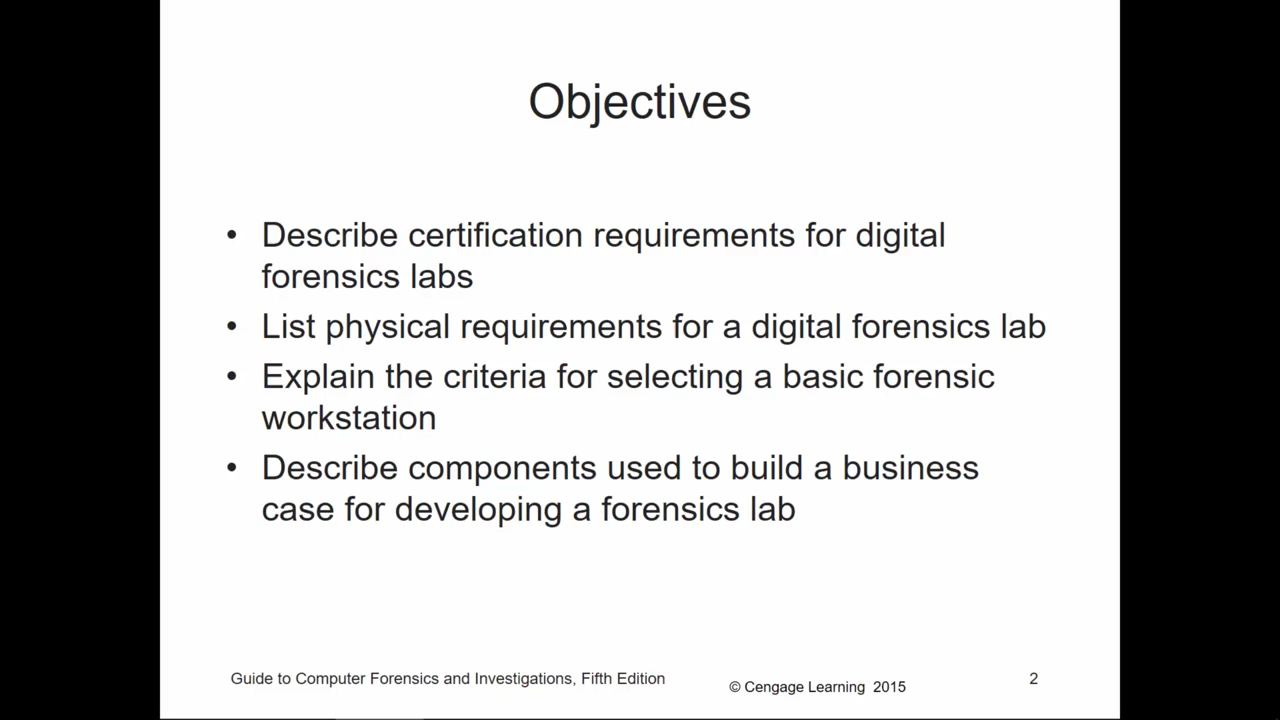 Objectives
• Describe certification requirements for digital
forensics labs
• List physical requirements for a digital forensics lab
• Explain the criteria for selecting a basic forensic
workstation
• Describe components used to build a business
case for developing a forensics lab
Guide to Computer Forensics and Investigations, Fifth Edition
© Cengage Learning 2015
2